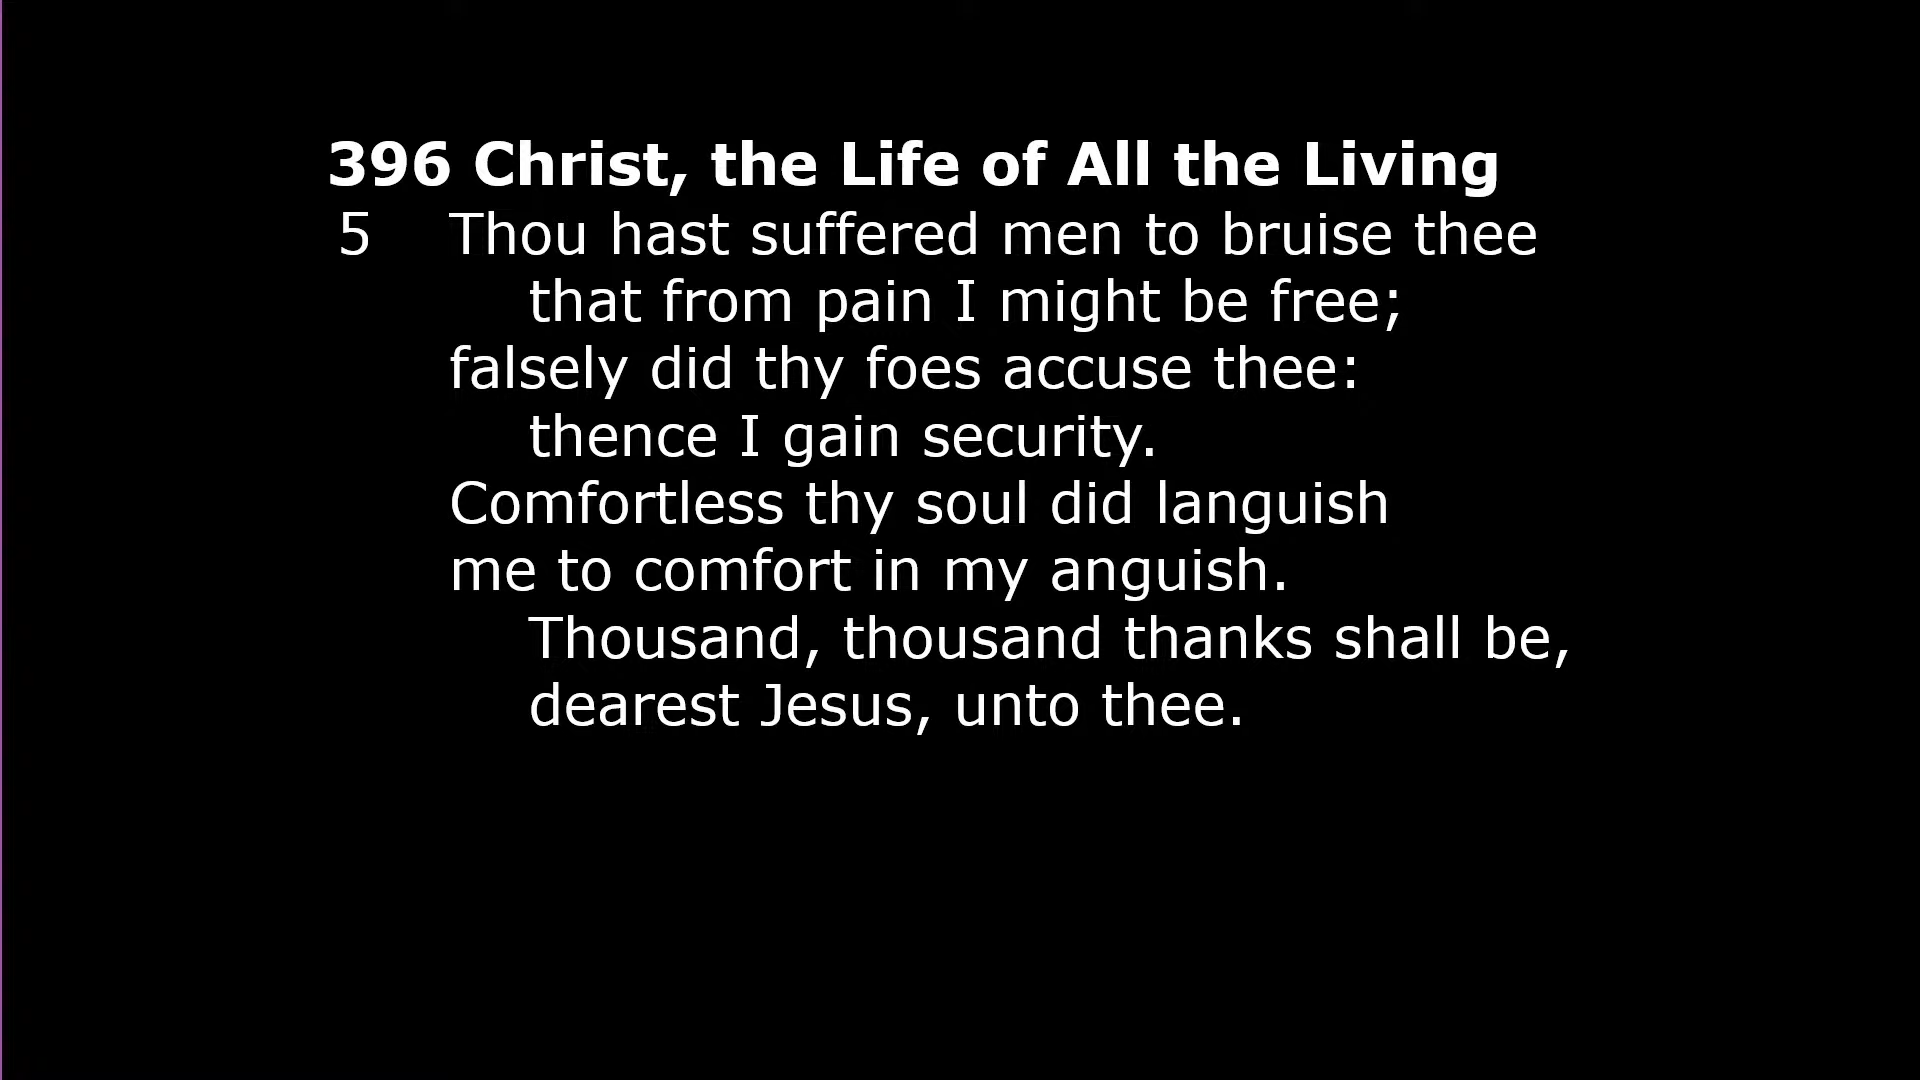 396 Christ, the Life of All the Living
5 Thou hast suffered men to bruise thee
that from pain I might be free;
falsely did thy foes accuse thee:
thence I gain security.
Comfortless thy soul did languish
me to comfort in my anguish.
Thousand, thousand thanks shall be,
dearest Jesus, unto thee.